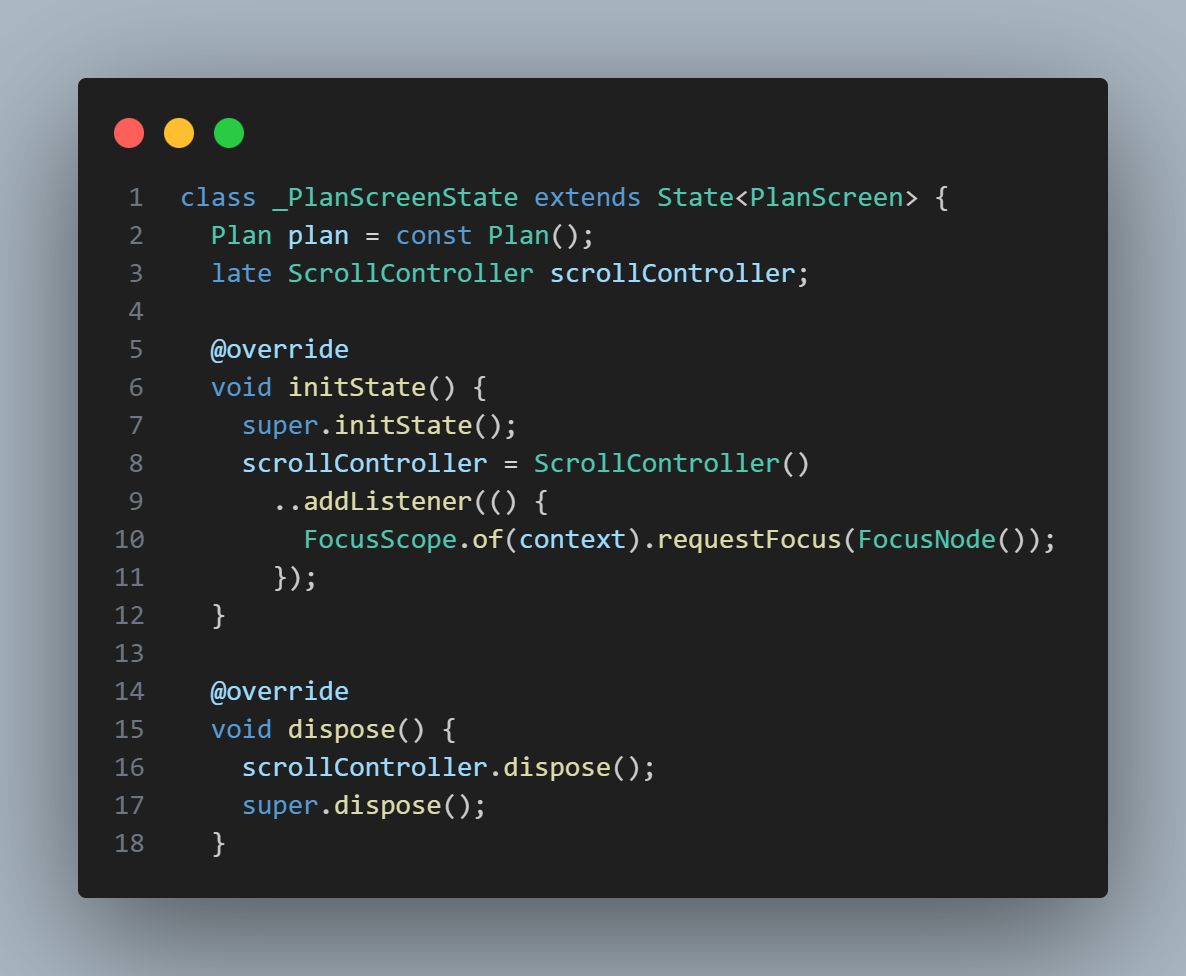 1 class _PlanScreenState extends State<PlanScreen> {
2   Plan plan = const Plan();
3   late ScrollController scrollController;
4
5   @override
6   void initState() {
7     super.initState();
8     scrollController = ScrollController()
9       ..addListener(() {
10         FocusScope.of(context).requestFocus(FocusNode());
11       });
12   }
13
14   @override
15   void dispose() {
16     scrollController.dispose();
17     super.dispose();
18   }